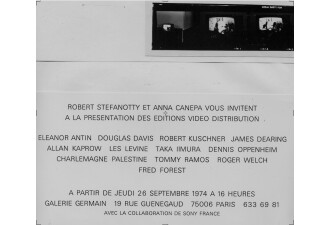 ROBERT STEFANOTTY ET ANNA CANEPA VOUS INVITENT
A LA PRESENTATION DES EDITIONS VIDEO DISTRIBUTION .
ELEANOR ANTIN DOUGLAS DAVIS ROBERT KUSCHNER JAMES DEARING
ALLAN KAPROW LES LEVINE TAKA IIMURA DENNIS OPPENHEIM
CHARLEMAGNE PALESTINE TOMMY RAMOS ROGER WELCH
FRED FOREST
A PARTIR DE JEUDI 26 SEPTEMBRE 1974 A 16 HEURES
GALERIE GERMAIN 19 RUE GUENEGAUD 75006 PARIS 633 69 81
AVEC LA COLLABORATION DE SONY FRANCE